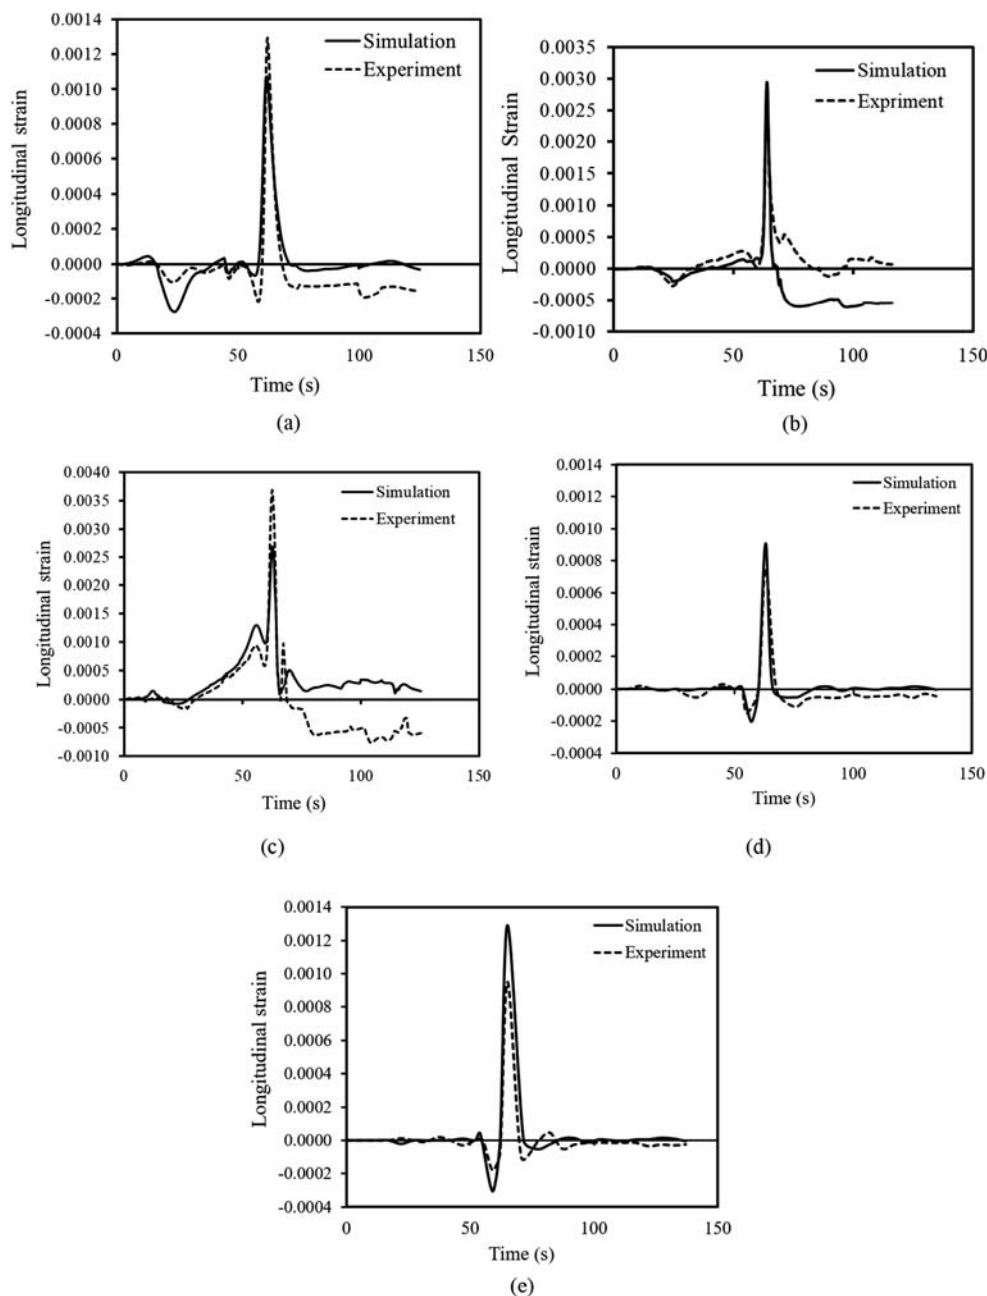 0.0014
0.0012
0.0010
0.0008
0.0006
0.0004
0.0002
0.0000
-0.0002
-0.0004
Longitudinal strain
Simulation
Experiment
0 50 100 150
Time (s)
(a)
0.0035
0.0030
0.0025
0.0020
0.0015
0.0010
0.0005
0.0000
-0.0005
-0.0010
Longitudinal Strain
Simulation
Expriment
0 50 100 150
Time (s)
(b)
0.0040
0.0035
0.0030
0.0025
0.0020
0.0015
0.0010
0.0005
0.0000
-0.0005
-0.0010
Longitudinal strain
Simulation
Experiment
0 50 100 150
Time (s)
(c)
0.0014
0.0012
0.0010
0.0008
0.0006
0.0004
0.0002
0.0000
-0.0002
-0.0004
Longitudinal strain
Simulation
Experiment
0 50 100 150
Time (s)
(d)
0.0014
0.0012
0.0010
0.0008
0.0006
0.0004
0.0002
0.0000
-0.0002
-0.0004
Longitudinal strain
Simulation
Experiment
0 50 100 150
Time (s)
(e)